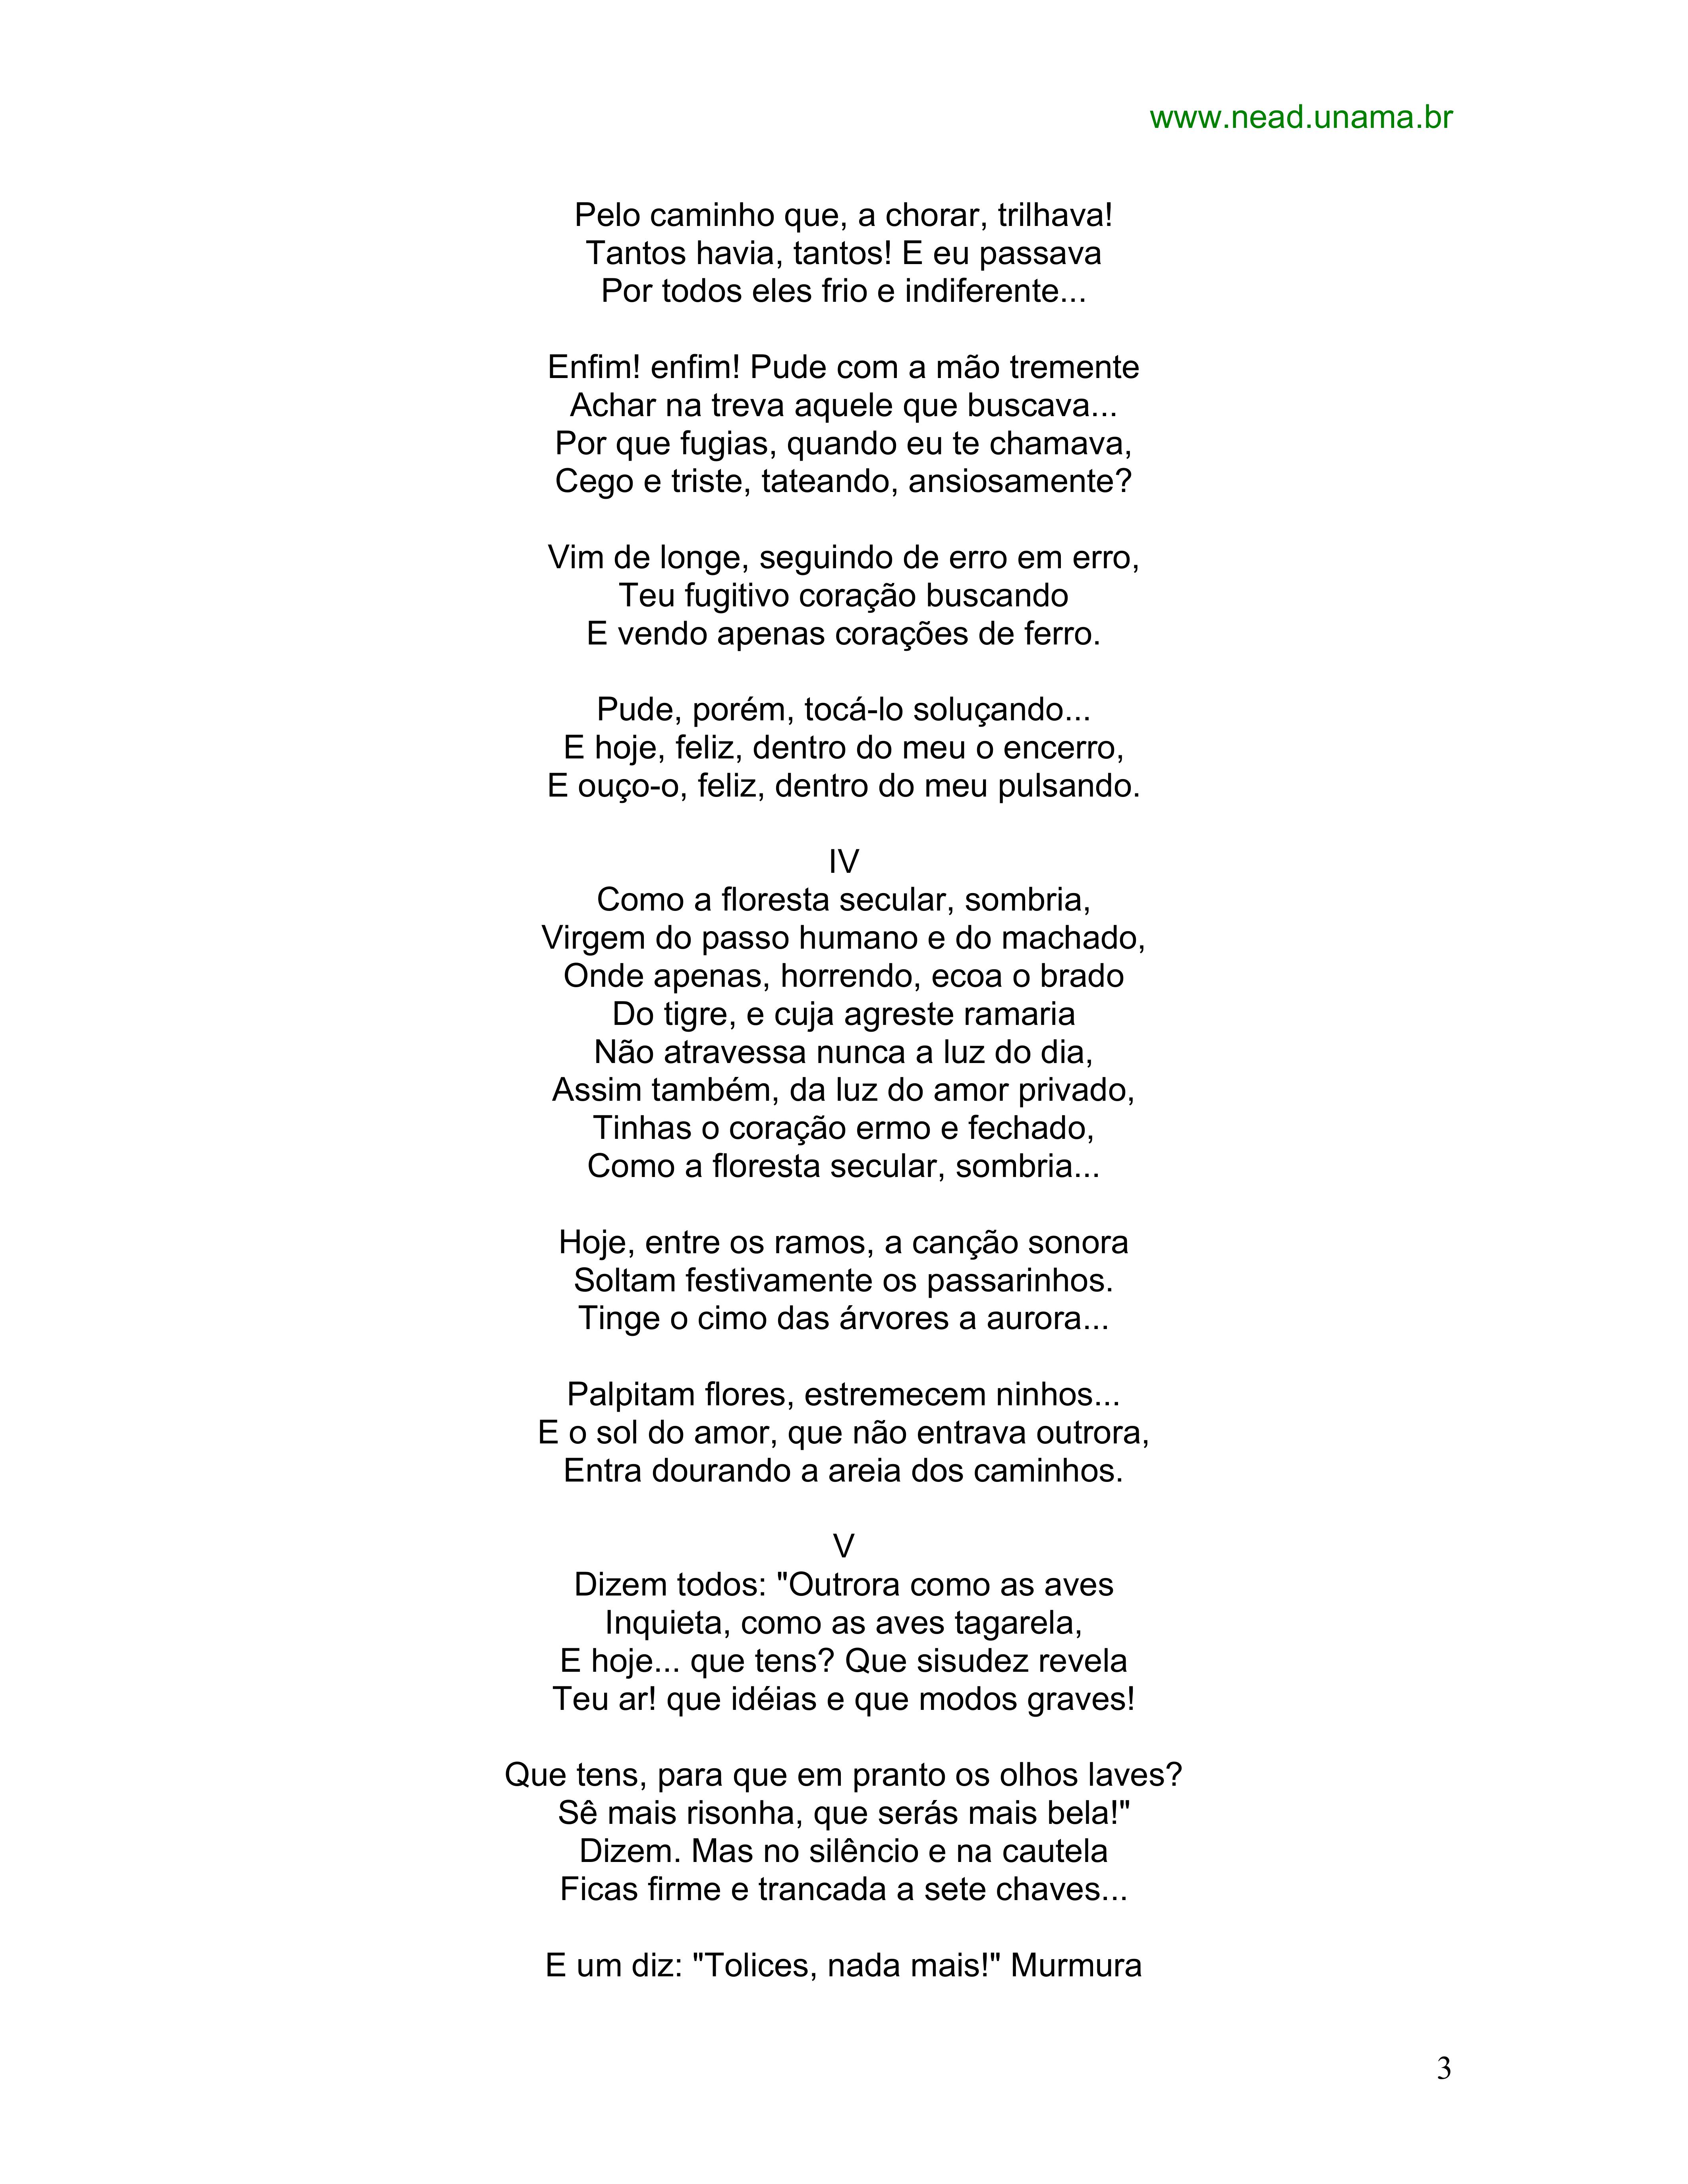 www.nead.unama.br
Pelo caminho que, a chorar, trilhava!
Tantos havia, tantos! E eu passava
Por todos eles frio e indiferente...
Enfim! enfim! Pude com a mão tremente
Achar na treva aquele que buscava...
Por que fugias, quando eu te chamava,
Cego e triste, tateando, ansiosamente?
Vim de longe, seguindo de erro em erro,
Teu fugitivo coração buscando
E vendo apenas corações de ferro.
Pude, porém, tocá-lo soluçando...
E hoje, feliz, dentro do meu o encerro,
E ouço-o, feliz, dentro do meu pulsando.
IV
Como a floresta secular, sombria,
Virgem do passo humano e do machado,
Onde apenas, horrendo, ecoa o brado
Do tigre, e cuja agreste ramaria
Não atravessa nunca a luz do dia,
Assim também, da luz do amor privado,
Tinhas o coração ermo e fechado,
Como a floresta secular, sombria...
Hoje, entre os ramos, a canção sonora
Soltam festivamente os passarinhos.
Tinge o cimo das árvores a aurora...
Palpitam flores, estremecem ninhos...
E o sol do amor, que não entrava outrora,
Entra dourando a areia dos caminhos.
V
Dizem todos: "Outrora como as aves
Inquieta, como as aves tagarela,
E hoje... que tens? Que sisudez revela
Teu ar! que idéias e que modos graves!
Que tens, para que em pranto os olhos laves?
Sê mais risonha, que serás mais bela!"
Dizem. Mas no silêncio e na cautela
Ficas firme e trancada a sete chaves...
E um diz: "Tolices, nada mais!" Murmura
3